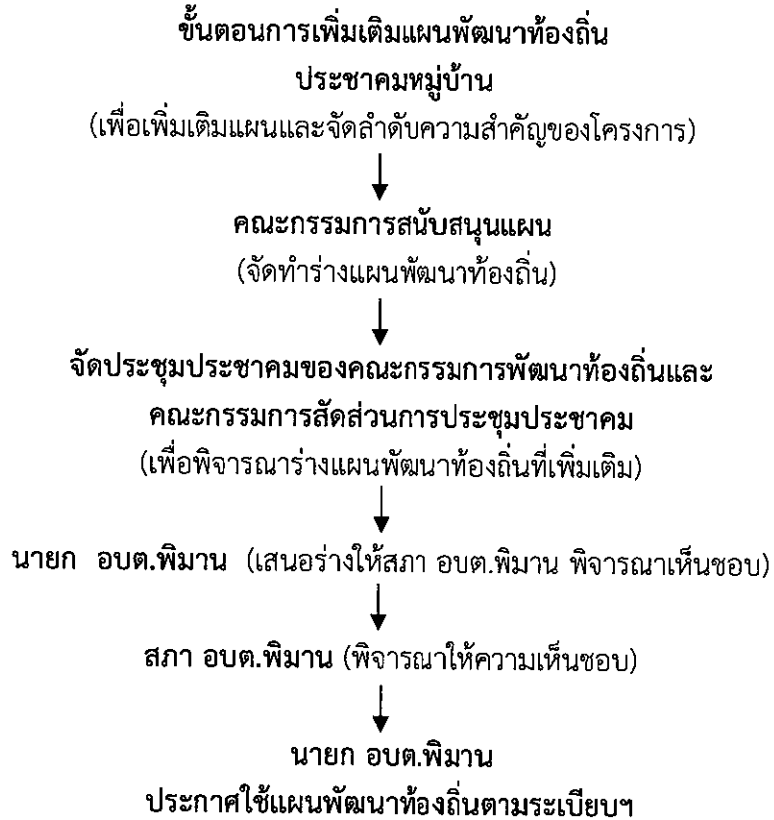 ขั้นตอนการเพิ่มเติมแผนพัฒนาท้องถิ่น
ประชาคมหมู่บ้าน
(เพื่อเพิ่มเติมแผนและจัดลำดับความสำคัญของโครงการ)
คณะกรรมการสนับสนุนแผน
(จัดทำร่างแผนพัฒนาท้องถิ่น)
จัดประชุมประชาคมของคณะกรรมการพัฒนาท้องถิ่นและ
คณะกรรมการสัดส่วนการประชุมประชาคม
(เพื่อพิจารณาร่างแผนพัฒนาท้องถิ่นที่เพิ่มเติม)
นายก อบต.พิมาน (เสนอร่างให้สภา อบต.พิมาน พิจารณาเห็นชอบ)
สภา อบต.พิมาน (พิจารณาให้ความเห็นชอบ)
นายก อบต.พิมาน
ประกาศใช้แผนพัฒนาท้องถิ่นตามระเบียบฯ